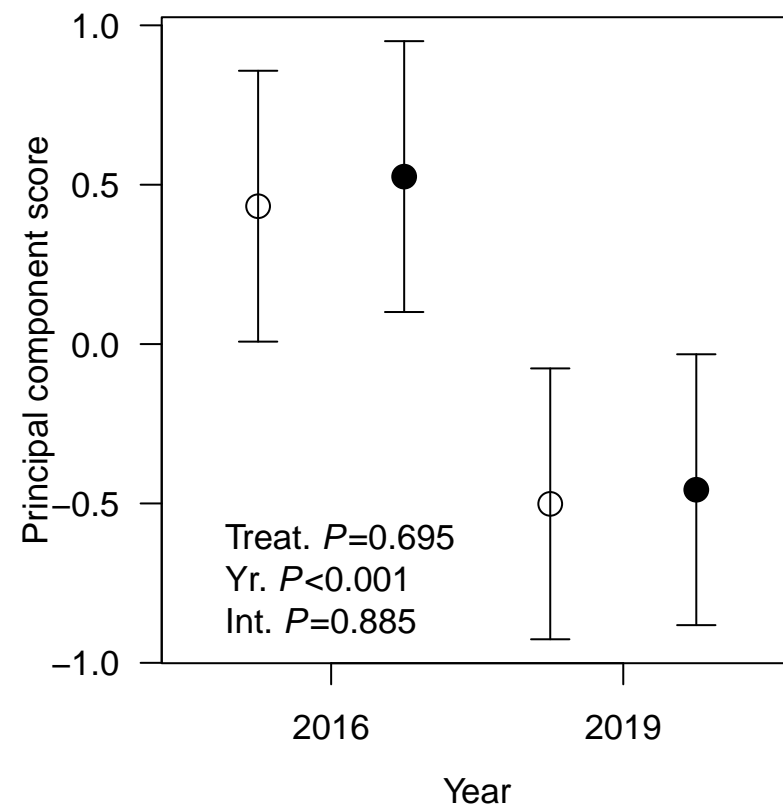 1.0
0.5
0.0
−0.5
−1.0
Principal component score
Treat. P=0.695
Yr. P<0.001
Int. P=0.885
2016 2019
Year